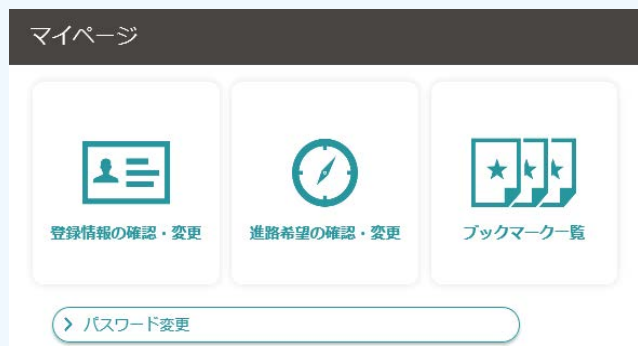 マイページ
登録情報の確認・変更
進路希望の確認・変更
ブックマーク一覧
パスワード変更